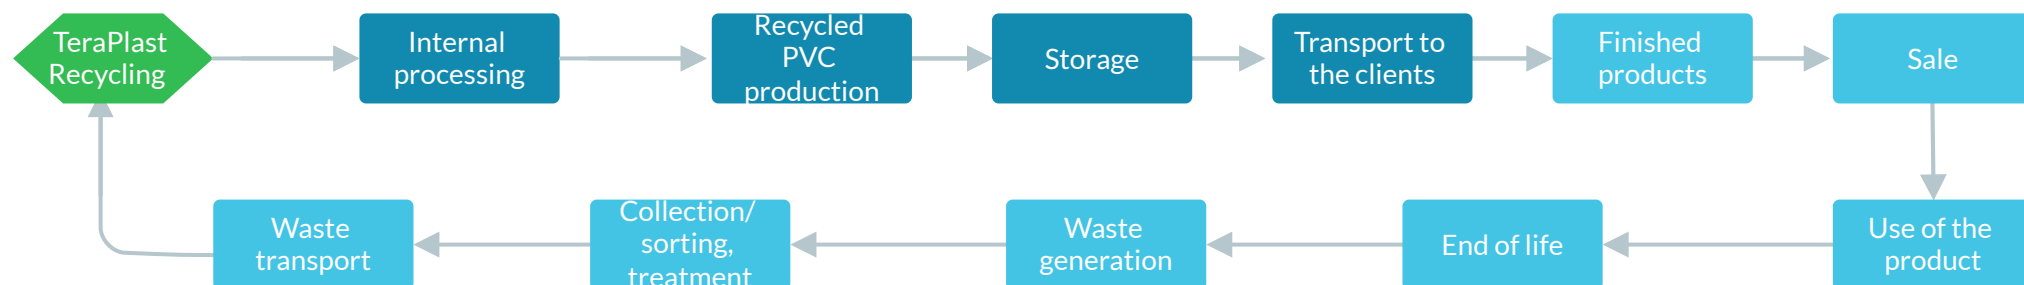 TeraPlast
Recycling
Internal
processing
Recycled
PVC
production
Storage
Transport to
the clients
Finished
products
Sale
Waste
transport
Collection/
sorting,
treatment
Waste
generation
End of life
Use of the
product